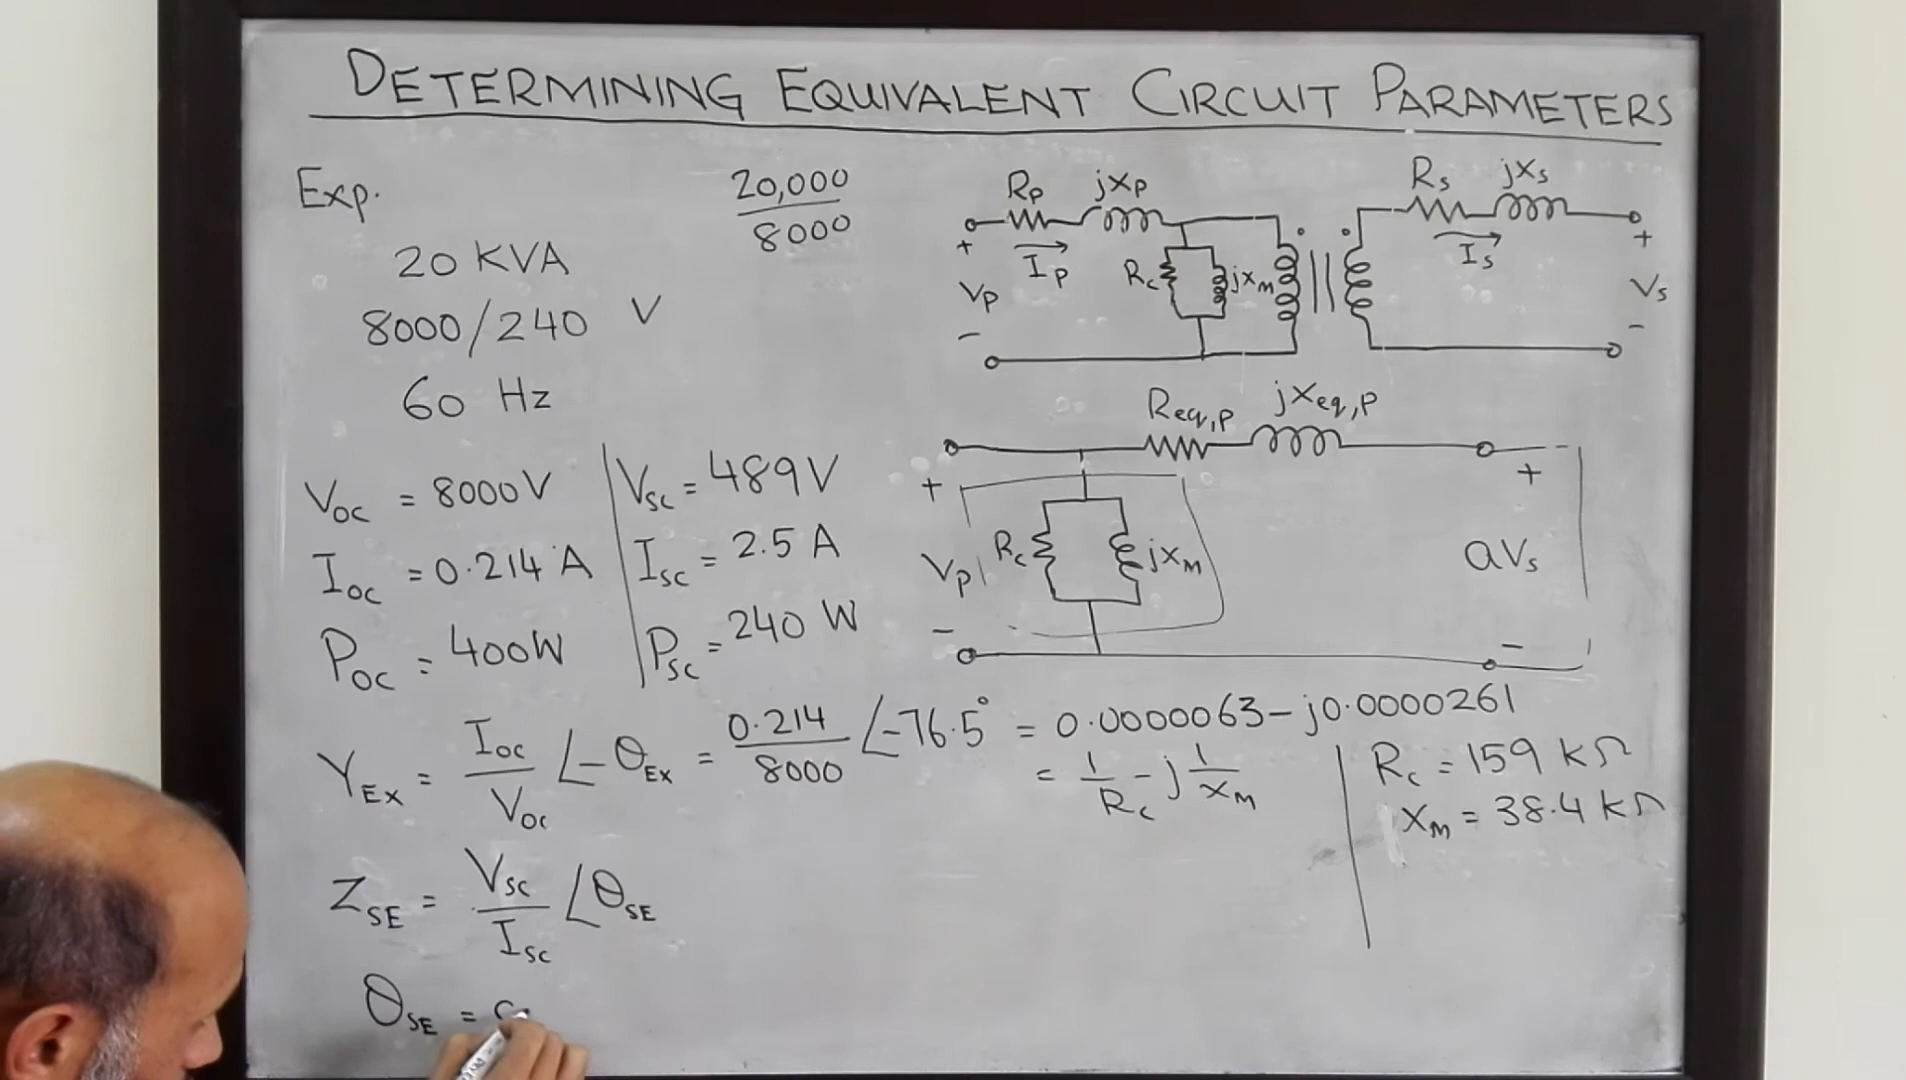 DETERMINING EQUIVALENT CIRCUIT PARAMETERS
Exp.
20 KVA
8000/240 V
60 Hz
20,000
8000
Rp jXp
Ip
+
Vp
-
Rc jXm
Rs jXs
Is
+
Vs
-
Req,p jXeq,p
+
Vp
-
Rc jXm
+
aVs
-
Voc = 8000V
Ioc = 0.214 A
Poc = 400W
Vsc = 489V
Isc = 2.5 A
Psc = 240 W
YEX = Ioc/Voc ∠-θEX = 0.214/8000 ∠-76.5° = 0.0000063 - j0.0000261
= 1/Rc - j 1/Xm
Rc = 159 kΩ
Xm = 38.4 kΩ
ZSE = Vsc/Isc ∠θSE
θSE = c